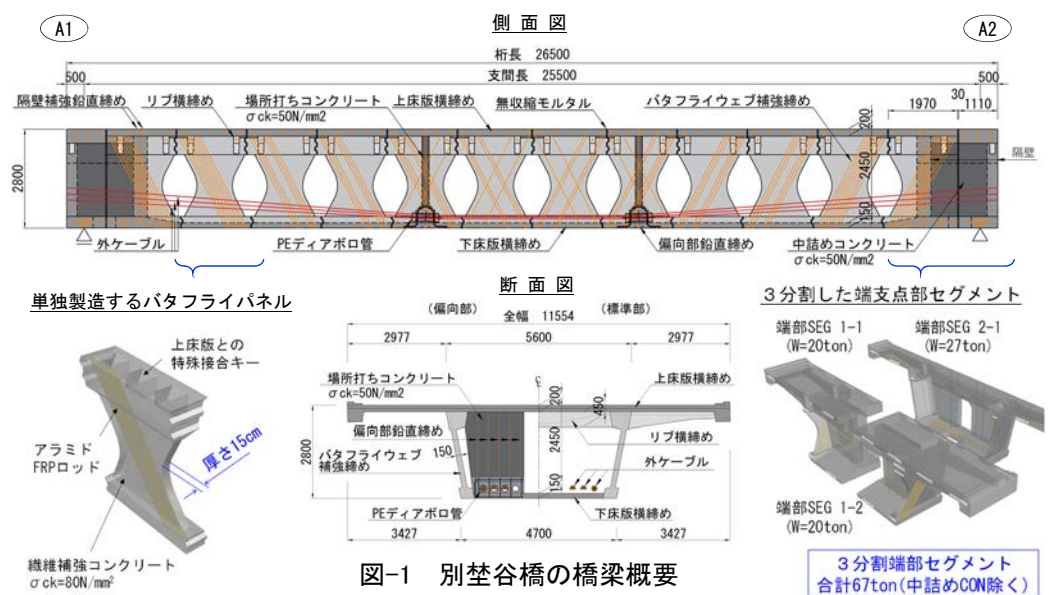 A1
側面図
A2
桁長 26500
500
支間長 25500
500
隔壁補強鉛直締め
リブ横締め
場所打ちコンクリート
σck=50N/mm2
上床版横締め
無収縮モルタル
バタフライウェブ補強締め
1970
30
1110
200
2450
150
隔壁
2800
外ケーブル
PEディアボロ管
下床版横締め
偏向部鉛直締め
中詰めコンクリート
σck=50N/mm2
単独製造するバタフライパネル
上床版との
特殊接合キー
アラミド
FRPロッド
厚さ15cm
繊維補強コンクリート
σck=80N/mm²
断面図
(偏向部)
全幅 11554
(標準部)
2977
5600
2977
場所打ちコンクリート
σck=50N/mm2
℄
200
450
上床版横締め
偏向部鉛直締め
2450
リブ横締め
2800
バタフライウェブ
補強締め
150
外ケーブル
150
PEディアボロ管
下床版横締め
3427
4700
3427
3分割した端支点部セグメント
端部SEG 1-1
(W=20ton)
端部SEG 2-1
(W=27ton)
端部SEG 1-2
(W=20ton)
3分割端部セグメント
合計67ton(中詰めCON除く)
図-1 別埜谷橋の橋梁概要